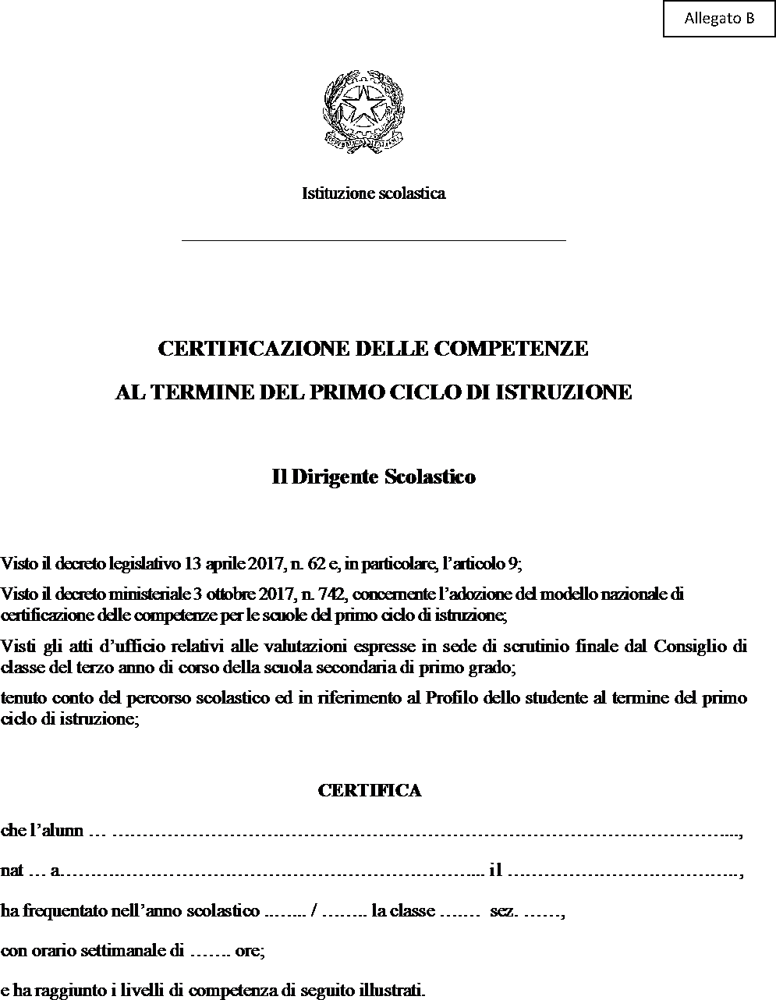 Allegato B
REPVBBLICA ITALIANA
Istituzione scolastica
CERTIFICAZIONE DELLE COMPETENZE
AL TERMINE DEL PRIMO CICLO DI ISTRUZIONE
Il Dirigente Scolastico
Visto il decreto legislativo 13 aprile 2017, n. 62 e, in particolare, l’articolo 9;
Visto il decreto ministeriale 3 ottobre 2017, n. 742, concernente l’adozione del modello nazionale di
certificazione delle competenze per le scuole del primo ciclo di istruzione;
Visti gli atti d’ufficio relativi alle valutazioni espresse in sede di scrutinio finale dal Consiglio di
classe del terzo anno di corso della scuola secondaria di primo grado;
tenuto conto del percorso scolastico ed in riferimento al Profilo dello studente al termine del primo
ciclo di istruzione;
CERTIFICA
che l’alunn … ………………………………………………………………………………………...,
nat … a…………………………………………………………... il ………………………………..,
ha frequentato nell’anno scolastico ..…... / …….. la classe ……. sez. ……,
con orario settimanale di ……. ore;
e ha raggiunto i livelli di competenza di seguito illustrati.